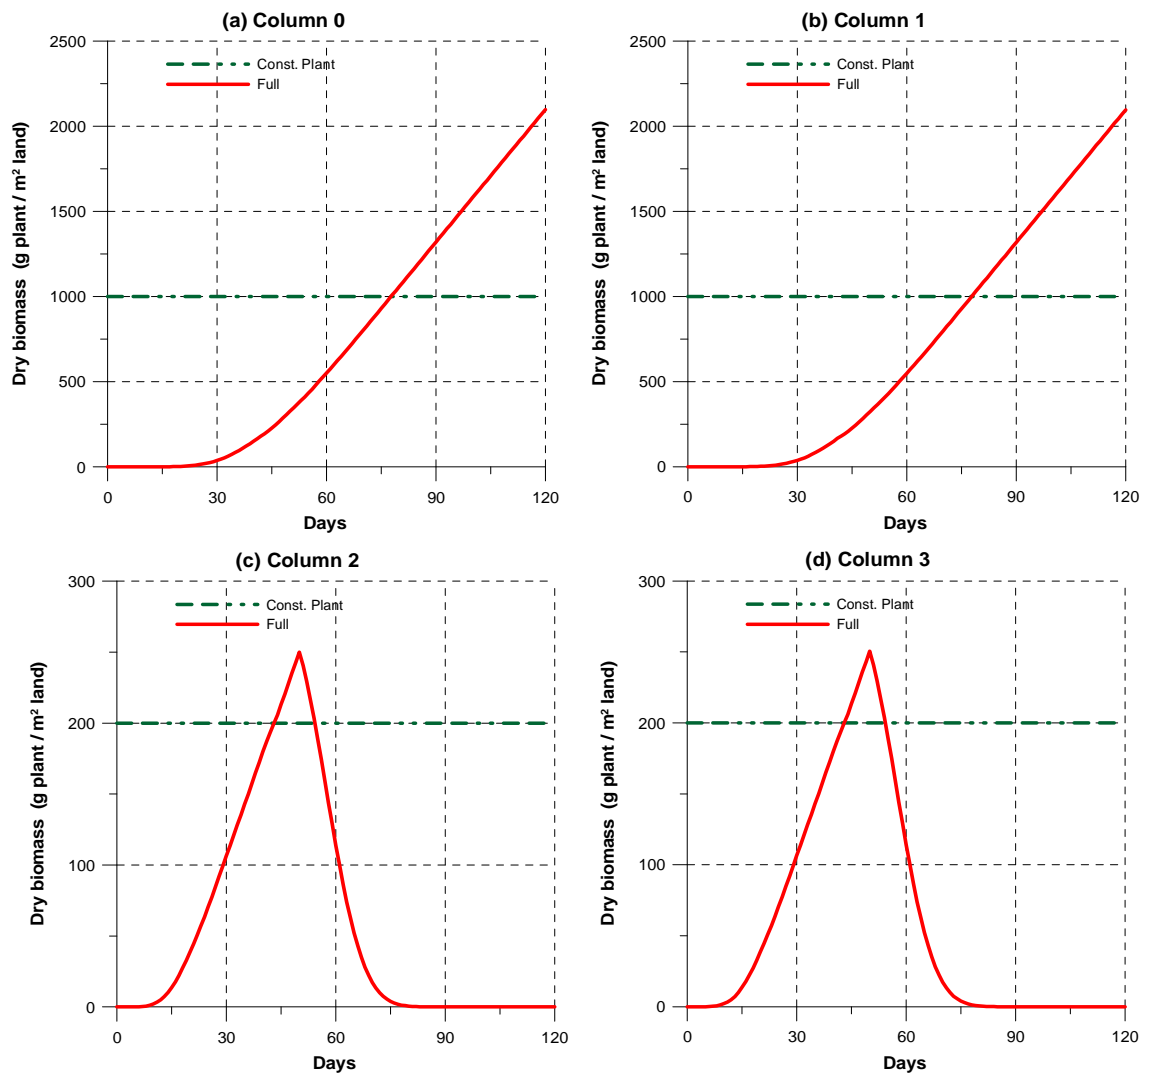 (a) Column 0
2500
2000
1500
1000
500
0
Dry biomass (g plant / m² land)
Const. Plant
Full
0 30 60 90 120
Days
(b) Column 1
2500
2000
1500
1000
500
0
Dry biomass (g plant / m² land)
Const. Plant
Full
0 30 60 90 120
Days
(c) Column 2
300
200
100
0
Dry biomass (g plant / m² land)
Const. Plant
Full
0 30 60 90 120
Days
(d) Column 3
300
200
100
0
Dry biomass (g plant / m² land)
Const. Plant
Full
0 30 60 90 120
Days